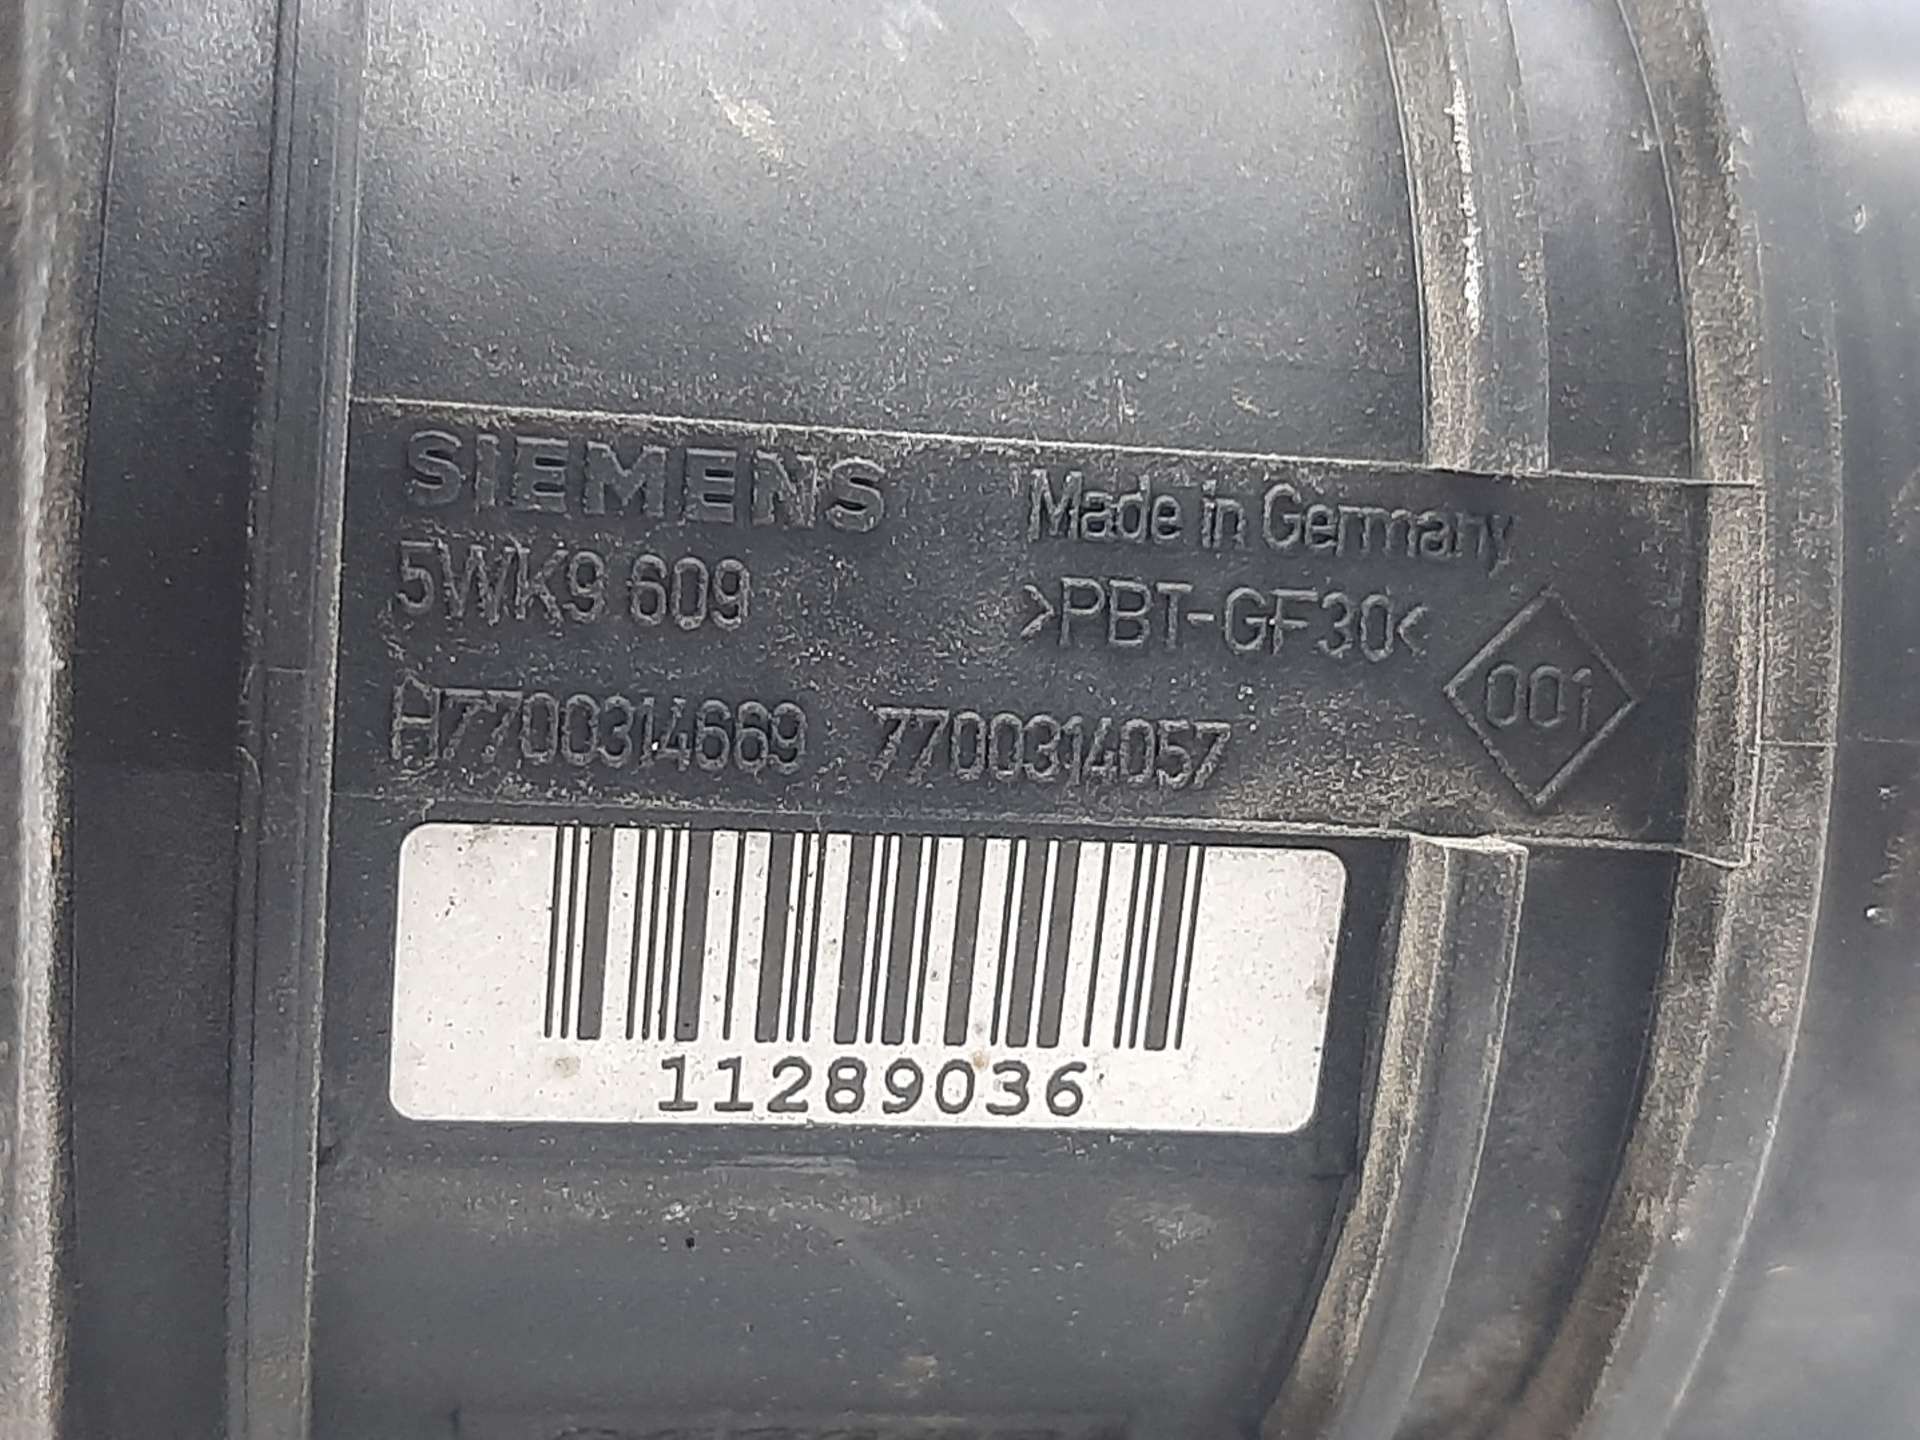 SIEMENS Made in Germany
5WK9 609 >PBT-GF30<
001
H7700314669 7700314057
11289036